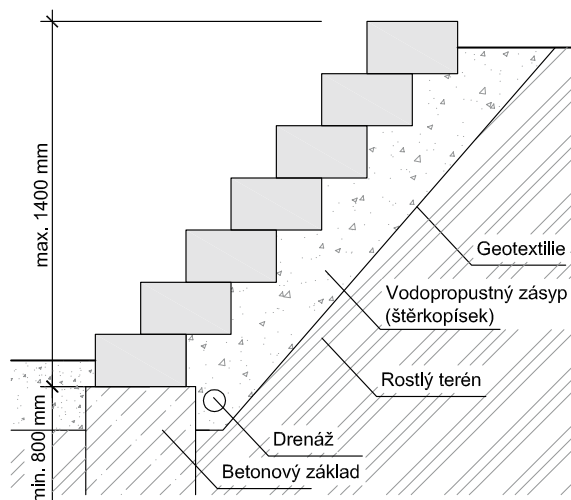 max. 1400 mm
Geotextilie
Vodopropustný zásyp
(štěrkopísek)
Rostlý terén
Drenáž
Betonový základ
min. 800 mm